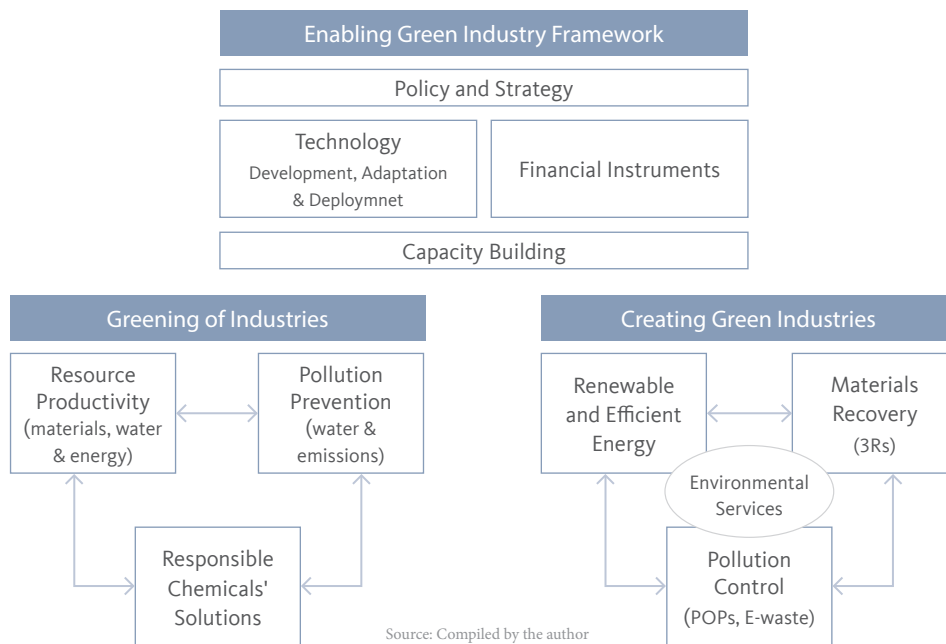 Enabling Green Industry Framework
Policy and Strategy
Technology
Development, Adaptation
& Deploymnet
Financial Instruments
Capacity Building
Greening of Industries
Resource
Productivity
(materials, water
& energy)
Pollution
Prevention
(water &
emissions)
Responsible
Chemicals'
Solutions
Creating Green Industries
Renewable
and Efficient
Energy
Materials
Recovery
(3Rs)
Environmental
Services
Pollution
Control
(POPs, E-waste)
Source: Compiled by the author